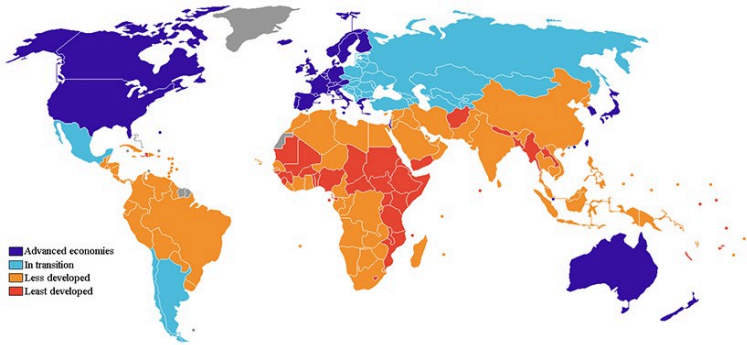 Advanced economies
In transition
Less developed
Least developed